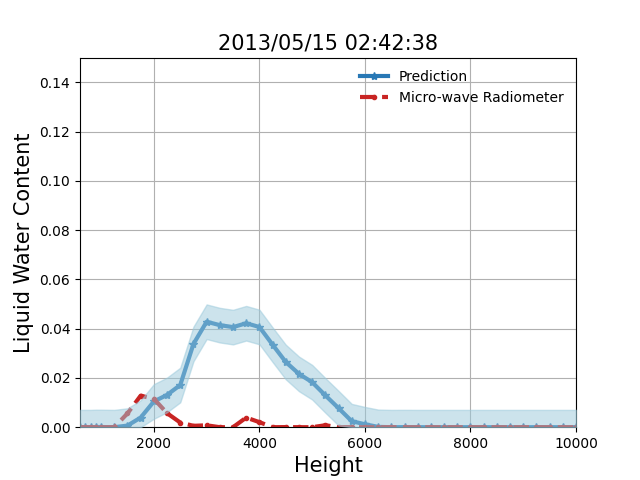 2013/05/15 02:42:38
Prediction
Micro-wave Radiometer
Liquid Water Content
0.14
0.12
0.10
0.08
0.06
0.04
0.02
0.00
2000 4000 6000 8000 10000
Height